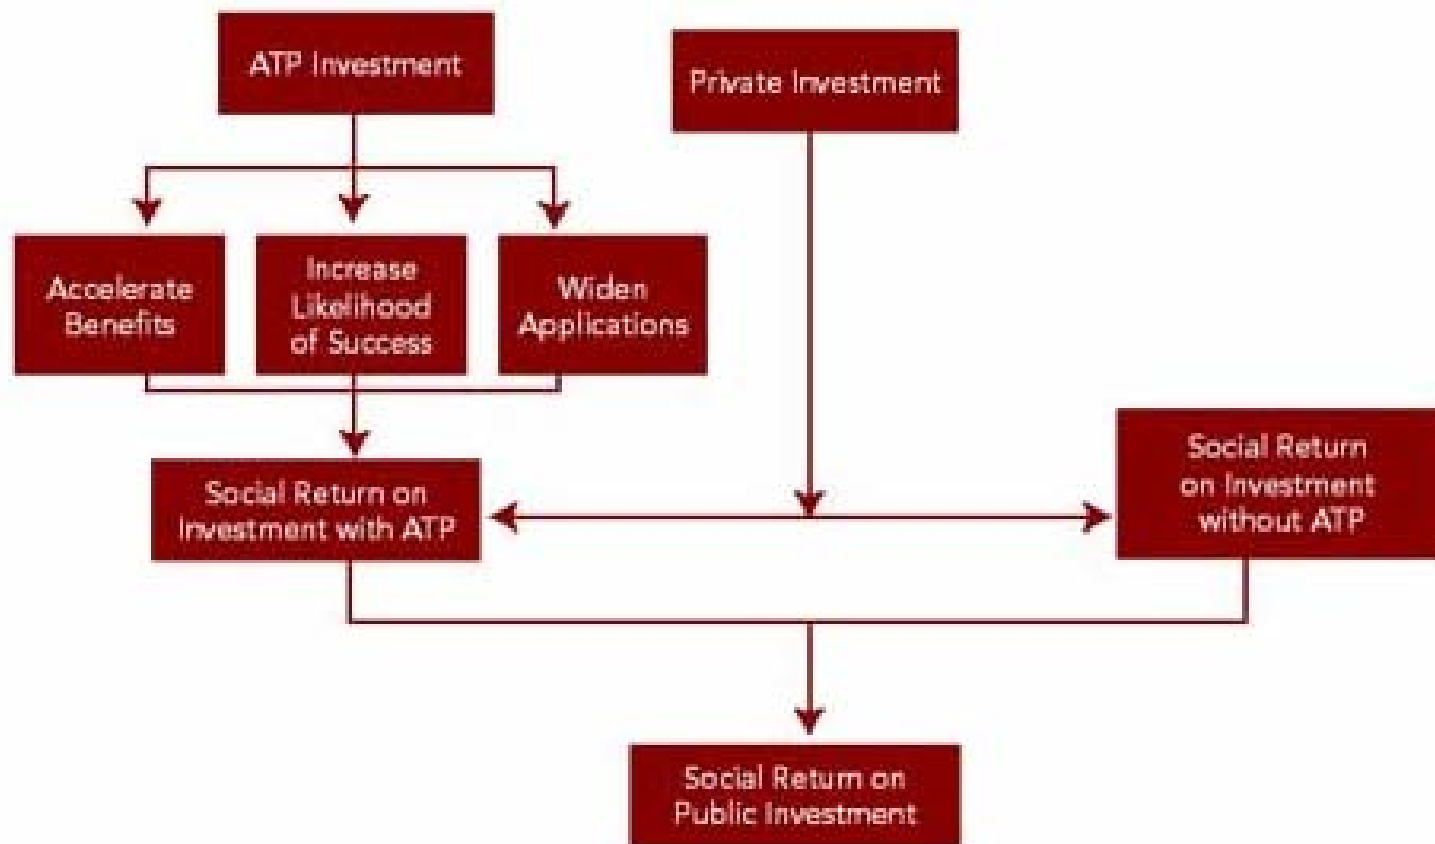 ATP Investment
Private Investment
Accelerate
Benefits
Increase
Likelihood
of Success
Widen
Applications
Social Return on
Investment with ATP
Social Return
on Investment
without ATP
Social Return on
Public Investment